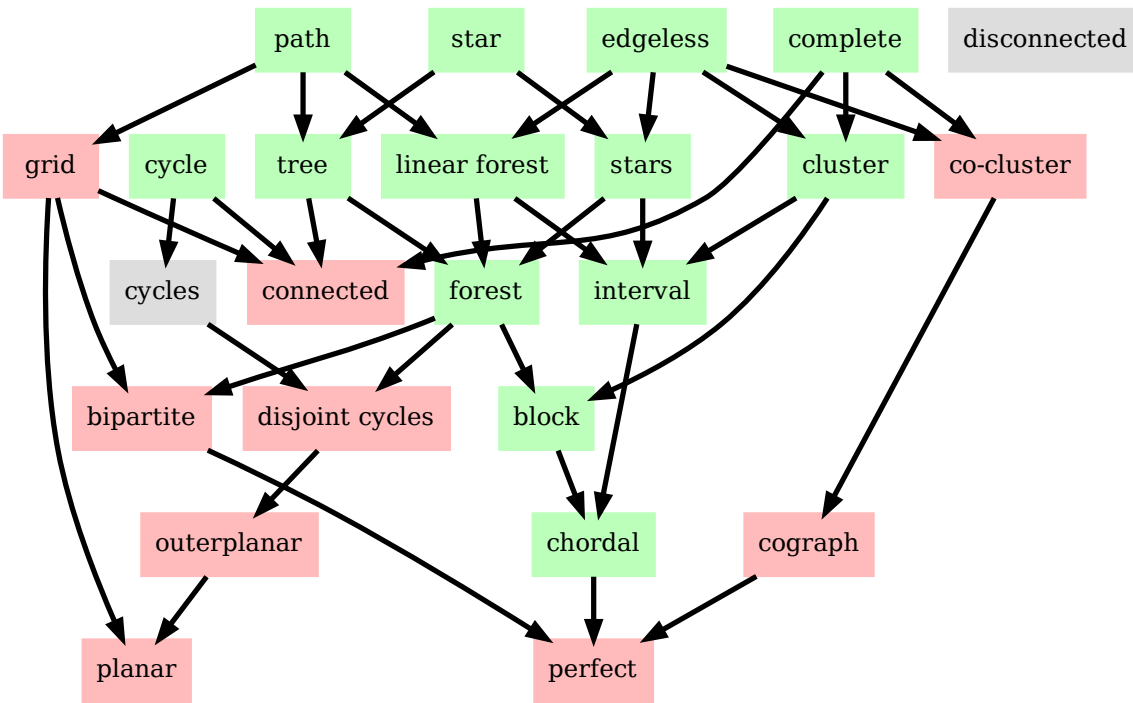 path
star
edgeless
complete
disconnected
grid
cycle
tree
linear forest
stars
cluster
co-cluster
cycles
connected
forest
interval
bipartite
disjoint cycles
block
outerplanar
chordal
cograph
planar
perfect